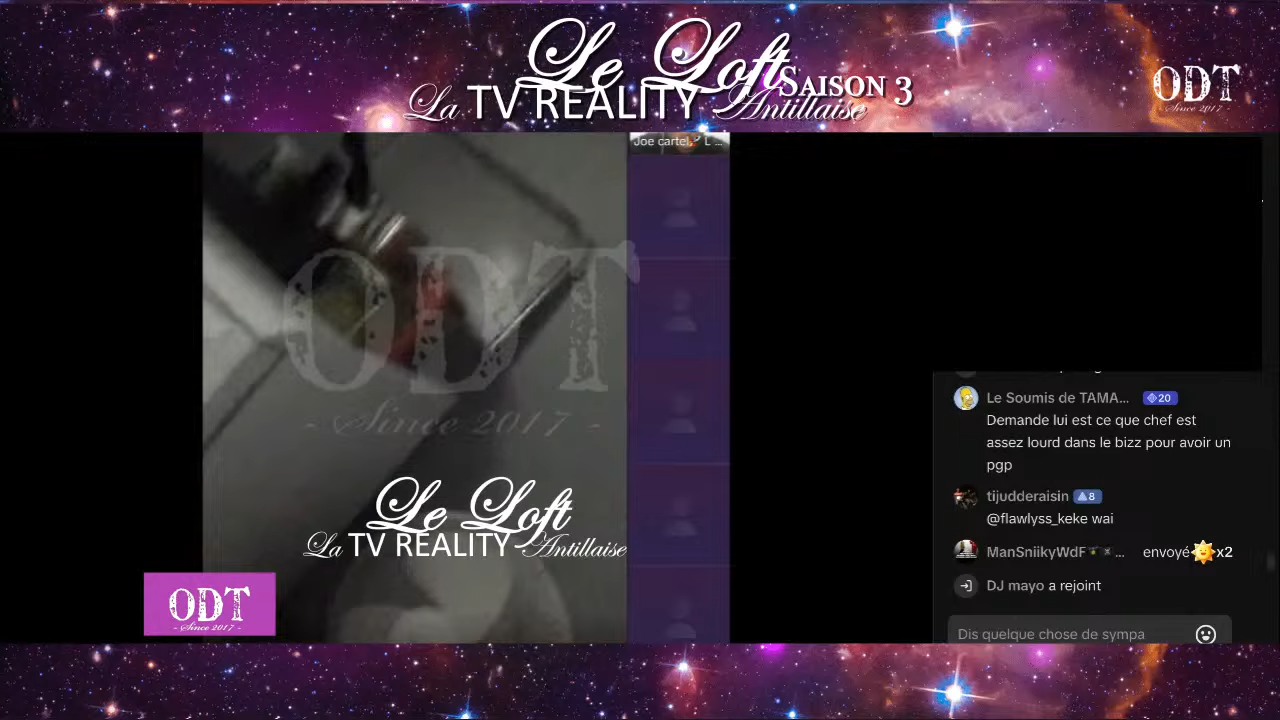 Le Loft Saison 3
La TV REALITY Antillaise
ODT
- Since 2017 -
Joe cartel L ...
ODT
- Since 2017 -
Le Loft
La TV REALITY Antillaise
ODT
- Since 2017 -
Le Soumis de TAMA... 20
Demande lui est ce que chef est
assez lourd dans le bizz pour avoir un
pgp
tijudderaisin 8
@flawlyss_keke wai
ManSniikyWdF ... envoyé x2
DJ mayo a rejoint
Dis quelque chose de sympa